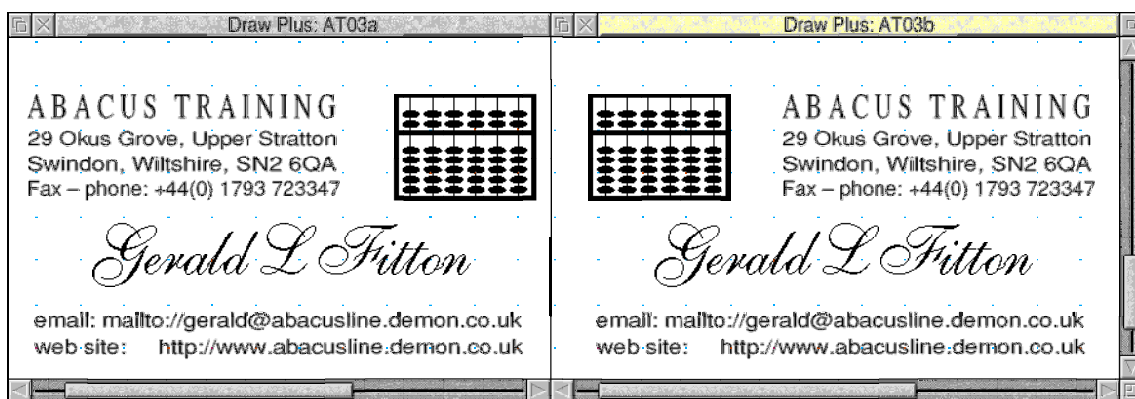 Draw Plus: AT03a
ABACUS TRAINING
29 Okus Grove, Upper Stratton
Swindon, Wiltshire, SN2 6QA
Fax – phone: +44(0) 1793 723347
Gerald L Fitton
email: mailto://gerald@abacusline.demon.co.uk
web site: http://www.abacusline.demon.co.uk
Draw Plus: AT03b
ABACUS TRAINING
29 Okus Grove, Upper Stratton
Swindon, Wiltshire, SN2 6QA
Fax – phone: +44(0) 1793 723347
Gerald L Fitton
email: mailto://gerald@abacusline.demon.co.uk
web site: http://www.abacusline.demon.co.uk